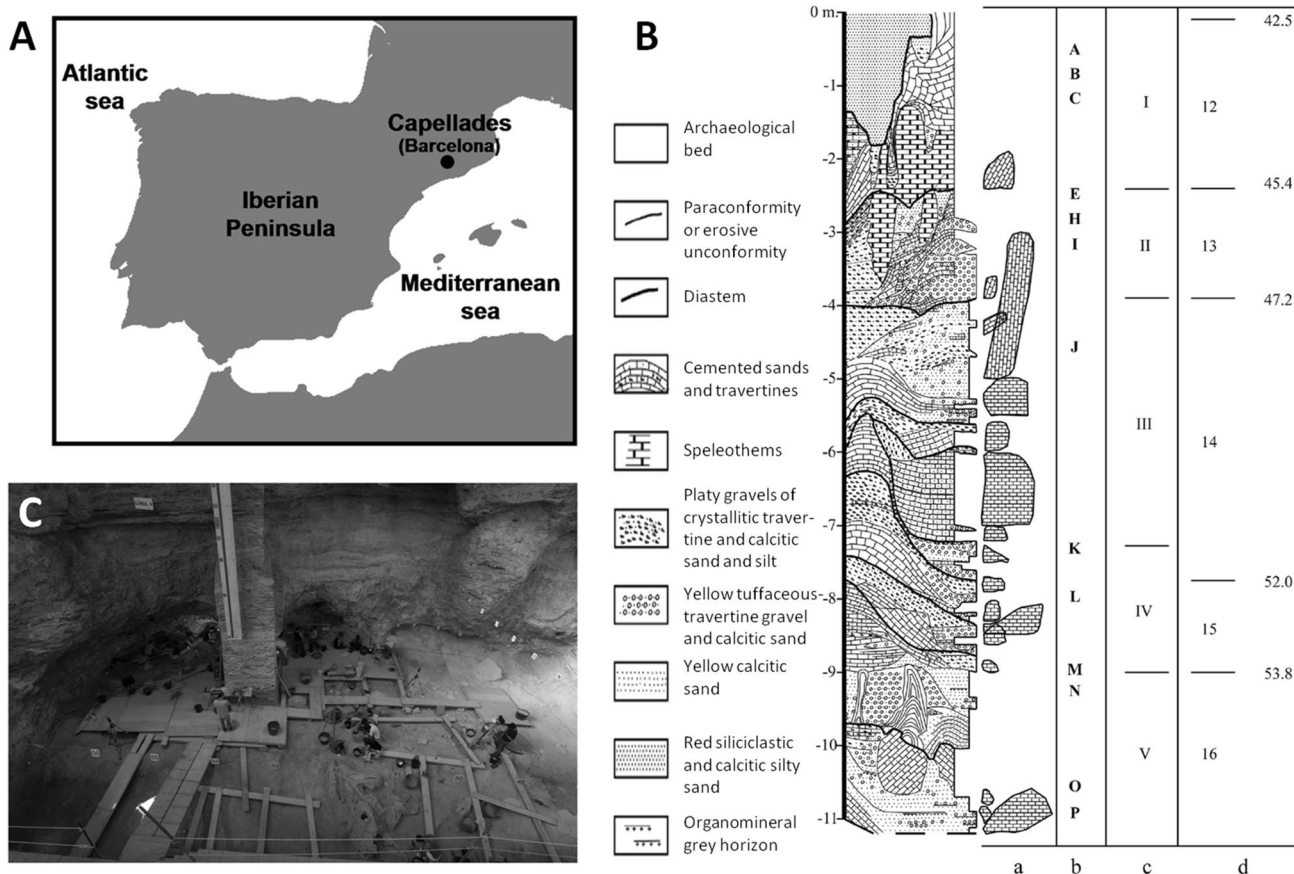 A
Atlantic
sea
Capellades
(Barcelona)
Iberian
Peninsula
Mediterranean
sea
C
B
Archaeological
bed
Paraconformity
or erosive
unconformity
Diastem
Cemented sands
and travertines
Speleothems
Platy gravels of
crystallitic traver-
tine and calcitic
sand and silt
Yellow tuffaceous-
travertine gravel
and calcitic sand
Yellow calcitic
sand
Red siliciclastic
and calcitic silty
sand
Organomineral
grey horizon
0 m.
-1
-2
-3
-4
-5
-6
-7
-8
-9
-10
-11
a
A
B
C
E
H
I
J
K
L
M
N
O
P
b
I
II
III
IV
V
c
12
13
14
15
16
42.5
45.4
47.2
52.0
53.8
d